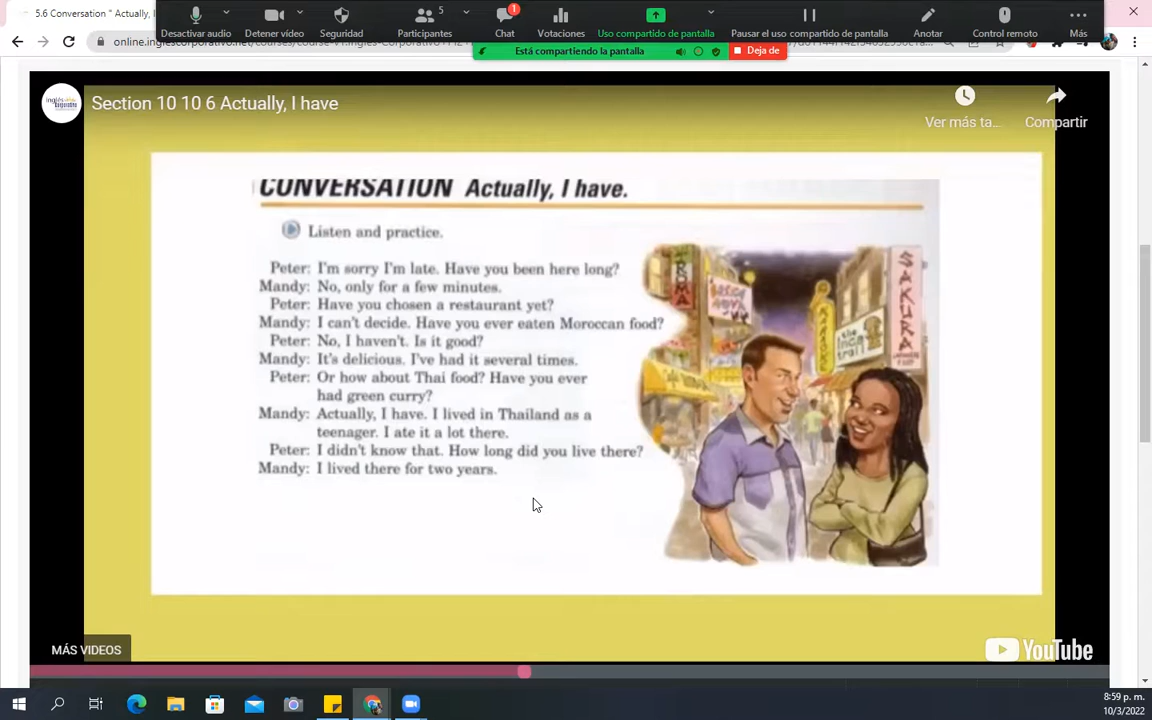 5.6 Conversation " Actually, I
Desactivar audio
Detener video
Seguridad
5
Participantes
1
Chat
Votaciones
Uso compartido de pantalla
Pausar el uso compartido de pantalla
Anotar
Control remoto
Más
Está compartiendo la pantalla
Deja de
Section 10 10 6 Actually, I have
Ver más ta...
Compartir
CONVERSATION Actually, I have.
Listen and practice.
Peter: I'm sorry I'm late. Have you been here long?
Mandy: No, only for a few minutes.
Peter: Have you chosen a restaurant yet?
Mandy: I can't decide. Have you ever eaten Moroccan food?
Peter: No, I haven't. Is it good?
Mandy: It's delicious. I've had it several times.
Peter: Or how about Thai food? Have you ever
had green curry?
Mandy: Actually, I have. I lived in Thailand as a
teenager. I ate it a lot there.
Peter: I didn't know that. How long did you live there?
Mandy: I lived there for two years.
ROMA
KARAOKE
the
Inca
trail
SAKURA
MÁS VIDEOS
YouTube
8:59 p. m.
10/3/2022